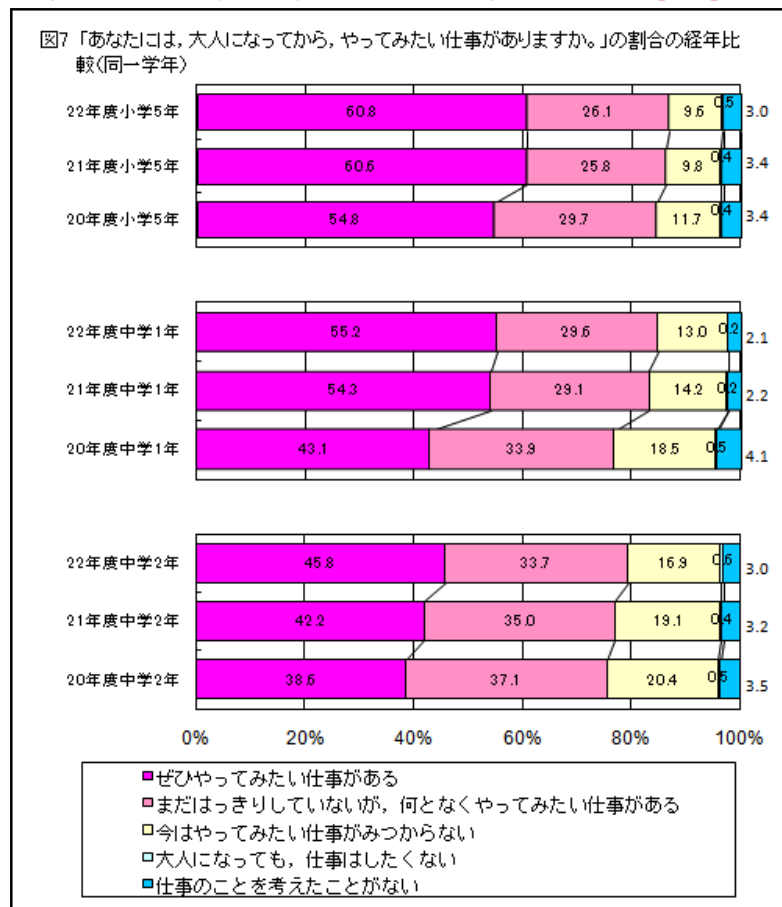 図7 「あなたには，大人になってから，やってみたい仕事がありますか。」の割合の経年比
較(同一学年)
22年度小学5年 60.8 26.1 9.6 0.5 3.0
21年度小学5年 60.6 25.8 9.8 0.4 3.4
20年度小学5年 54.8 29.7 11.7 0.4 3.4
22年度中学1年 55.2 29.6 13.0 0.2 2.1
21年度中学1年 54.3 29.1 14.2 0.2 2.2
20年度中学1年 43.1 33.9 18.5 0.5 4.1
22年度中学2年 45.8 33.7 16.9 0.6 3.0
21年度中学2年 42.2 35.0 19.1 0.4 3.2
20年度中学2年 38.6 37.1 20.4 0.5 3.5
0% 20% 40% 60% 80% 100%
ぜひやってみたい仕事がある
まだはっきりしていないが，何となくやってみたい仕事がある
今はやってみたい仕事がみつからない
大人になっても，仕事はしたくない
仕事のことを考えたことがない